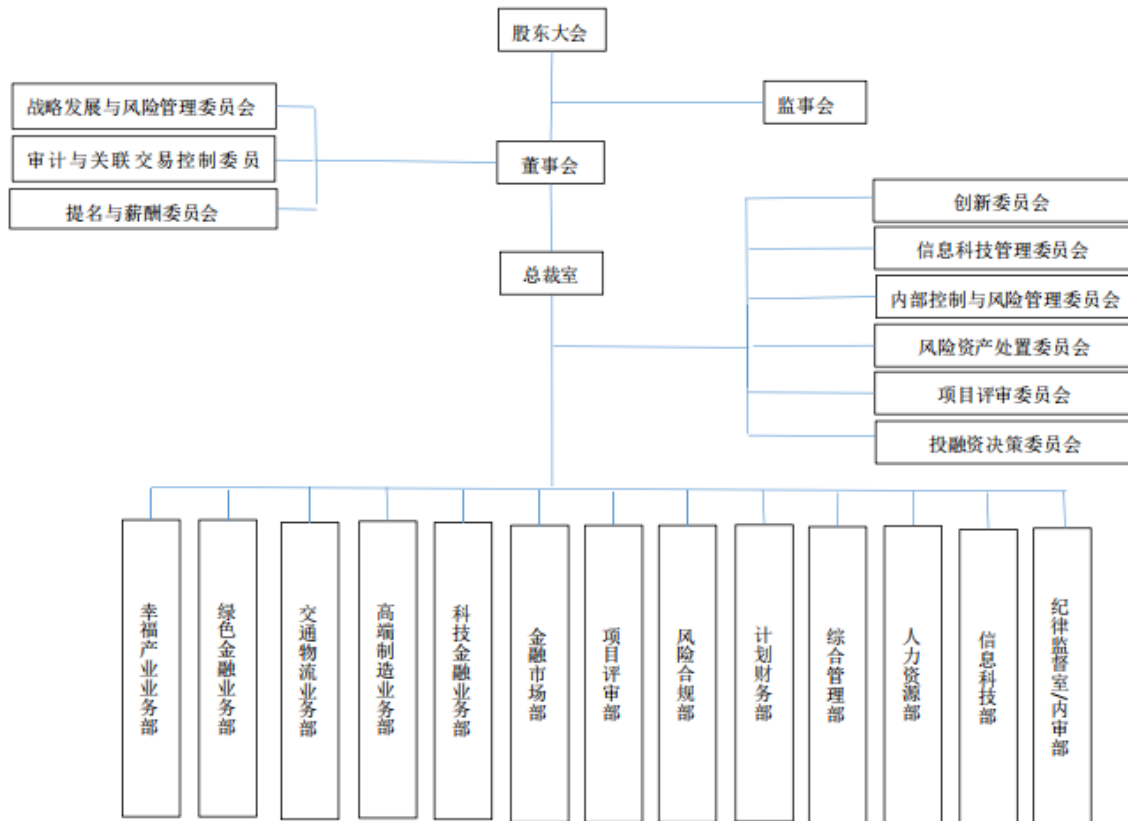 股东大会
监事会
战略发展与风险管理委员会
审计与关联交易控制委员
董事会
提名与薪酬委员会
创新委员会
信息科技管理委员会
总裁室
内部控制与风险管理委员会
风险资产处置委员会
项目评审委员会
投融资决策委员会
幸福产业业务部
绿色金融业务部
交通物流业务部
高端制造业务部
科技金融业务部
金融市场部
项目评审部
风险合规部
计划财务部
综合管理部
人力资源部
信息科技部
纪律监督室/内审部